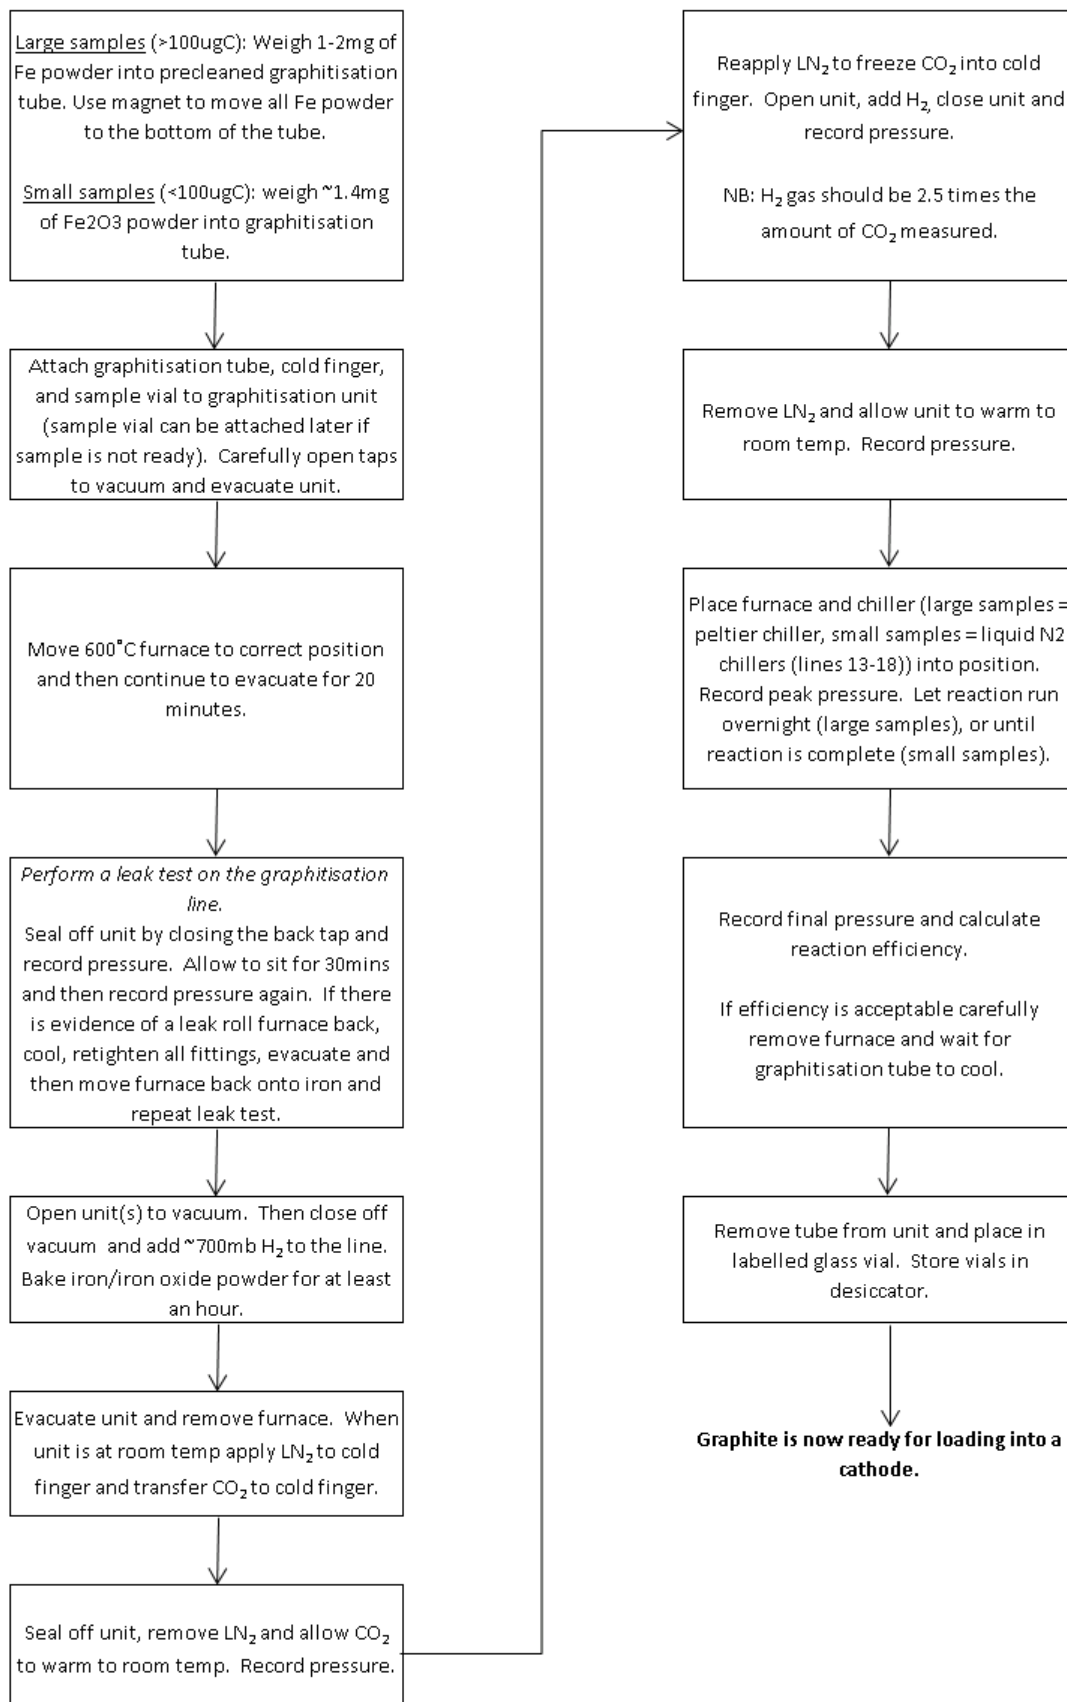 Large samples (>100ugC): Weigh 1-2mg of
Fe powder into precleaned graphitisation
tube. Use magnet to move all Fe powder
to the bottom of the tube.
Small samples (<100ugC): weigh ~1.4mg
of Fe2O3 powder into graphitisation
tube.
Attach graphitisation tube, cold finger,
and sample vial to graphitisation unit
(sample vial can be attached later if
sample is not ready). Carefully open taps
to vacuum and evacuate unit.
Move 600˚C furnace to correct position
and then continue to evacuate for 20
minutes.
Perform a leak test on the graphitisation
line.
Seal off unit by closing the back tap and
record pressure. Allow to sit for 30mins
and then record pressure again. If there
is evidence of a leak roll furnace back,
cool, retighten all fittings, evacuate and
then move furnace back onto iron and
repeat leak test.
Open unit(s) to vacuum. Then close off
vacuum and add ~700mb H₂ to the line.
Bake iron/iron oxide powder for at least
an hour.
Evacuate unit and remove furnace. When
unit is at room temp apply LN₂ to cold
finger and transfer CO₂ to cold finger.
Seal off unit, remove LN₂ and allow CO₂
to warm to room temp. Record pressure.
Reapply LN₂ to freeze CO₂ into cold
finger. Open unit, add H₂, close unit and
record pressure.
NB: H₂ gas should be 2.5 times the
amount of CO₂ measured.
Remove LN₂ and allow unit to warm to
room temp. Record pressure.
Place furnace and chiller (large samples =
peltier chiller, small samples = liquid N2
chillers (lines 13-18)) into position.
Record peak pressure. Let reaction run
overnight (large samples), or until
reaction is complete (small samples).
Record final pressure and calculate
reaction efficiency.
If efficiency is acceptable carefully
remove furnace and wait for
graphitisation tube to cool.
Remove tube from unit and place in
labelled glass vial. Store vials in
desiccator.
Graphite is now ready for loading into a
cathode.